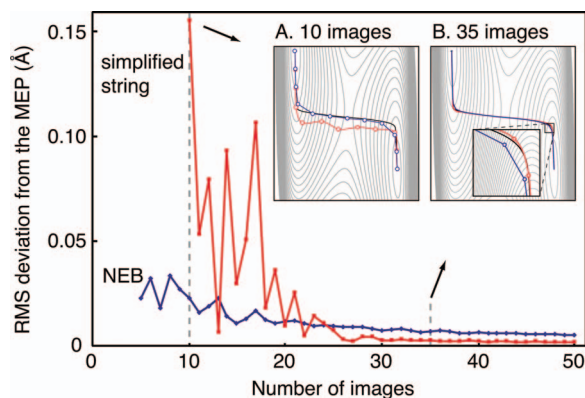 RMS deviation from the MEP (Å)
0.15
0.10
0.05
0
simplified
string
NEB
A. 10 images
B. 35 images
0 10 20 30 40 50
Number of images